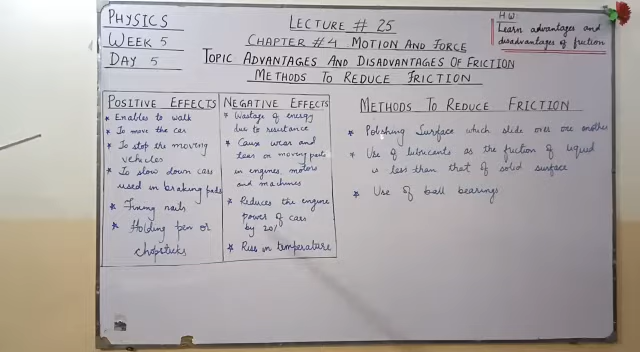 PHYSICS
WEEK 5
DAY 5
LECTURE # 25
CHAPTER #4 MOTION AND FORCE
TOPIC ADVANTAGES AND DISADVANTAGES OF FRICTION
METHODS TO REDUCE FRICTION
H.W
Learn advantages and
disadvantages of friction
POSITIVE EFFECTS
* Enables to walk
* To move the car
* To stop the moving
vehicles
* To slow down cars
used in braking pads
* Fixing nails
* Holding pen or
chopsticks
NEGATIVE EFFECTS
* Wastage of energy
due to resistance
* Cause wear and
tear on moving parts
in engines, motors
and machines
* Reduces the engine
power of cars
by 20%
* Rise in temperature
METHODS TO REDUCE FRICTION
* Polishing Surface which slide over one another
* Use of lubricants as the friction of liquid
is less than that of solid surface
* Use of ball bearings